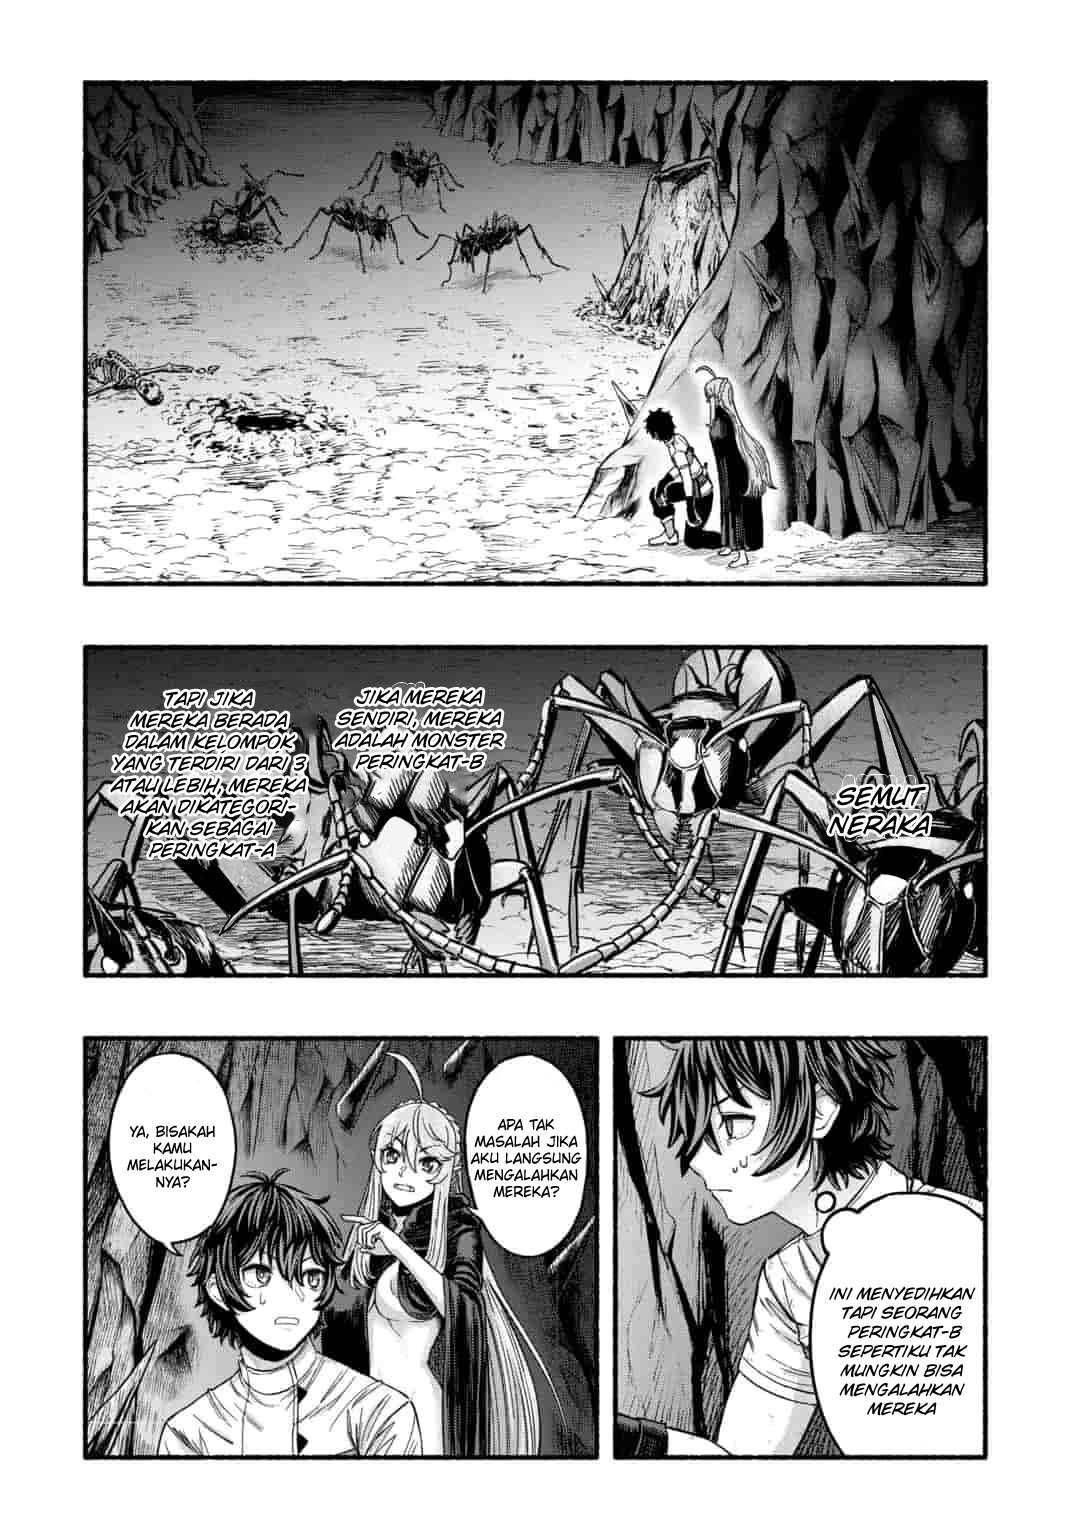 SEMUT
NERAKA
JIKA MEREKA
SENDIRI, MEREKA
ADALAH MONSTER
PERINGKAT-B
TAPI JIKA
MEREKA BERADA
DALAM KELOMPOK
YANG TERDIRI DARI 3
ATAU LEBIH, MEREKA
AKAN DIKATEGORI-
KAN SEBAGAI
PERINGKAT-A
INI MENYEDIHKAN
TAPI SEORANG
PERINGKAT-B
SEPERTIKU TAK
MUNGKIN BISA
MENGALAHKAN
MEREKA
APA TAK
MASALAH JIKA
AKU LANGSUNG
MENGALAHKAN
MEREKA?
YA, BISAKAH
KAMU
MELAKUKAN-
NYA?